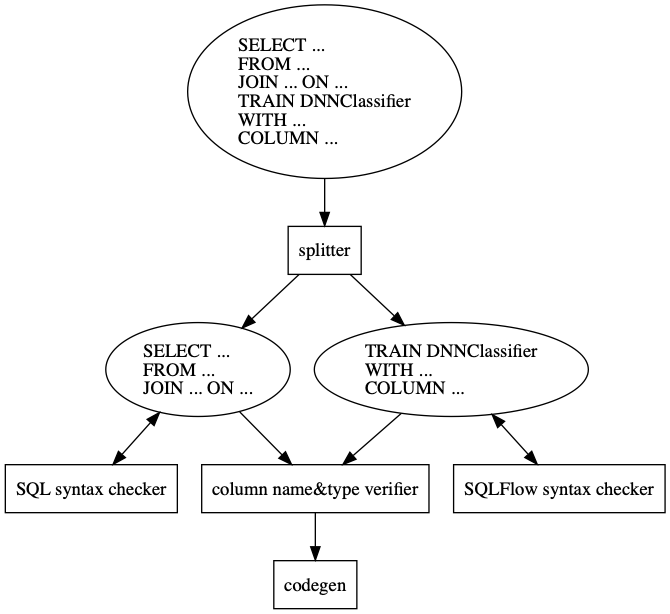 SELECT ...
FROM ...
JOIN ... ON ...
TRAIN DNNClassifier
WITH ...
COLUMN ...
splitter
SELECT ...
FROM ...
JOIN ... ON ...
TRAIN DNNClassifier
WITH ...
COLUMN ...
SQL syntax checker
column name&type verifier
SQLFlow syntax checker
codegen